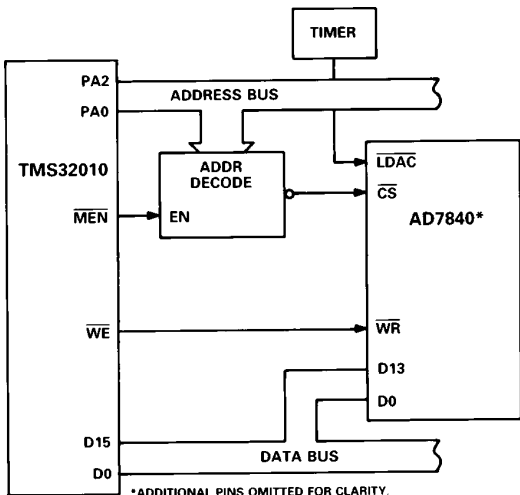 TIMER
PA2
ADDRESS BUS
PA0
TMS32010
ADDR
DECODE
LDAC
CS
AD7840*
MEN
EN
WE
WR
D13
D0
D15
DATA BUS
D0
*ADDITIONAL PINS OMITTED FOR CLARITY.